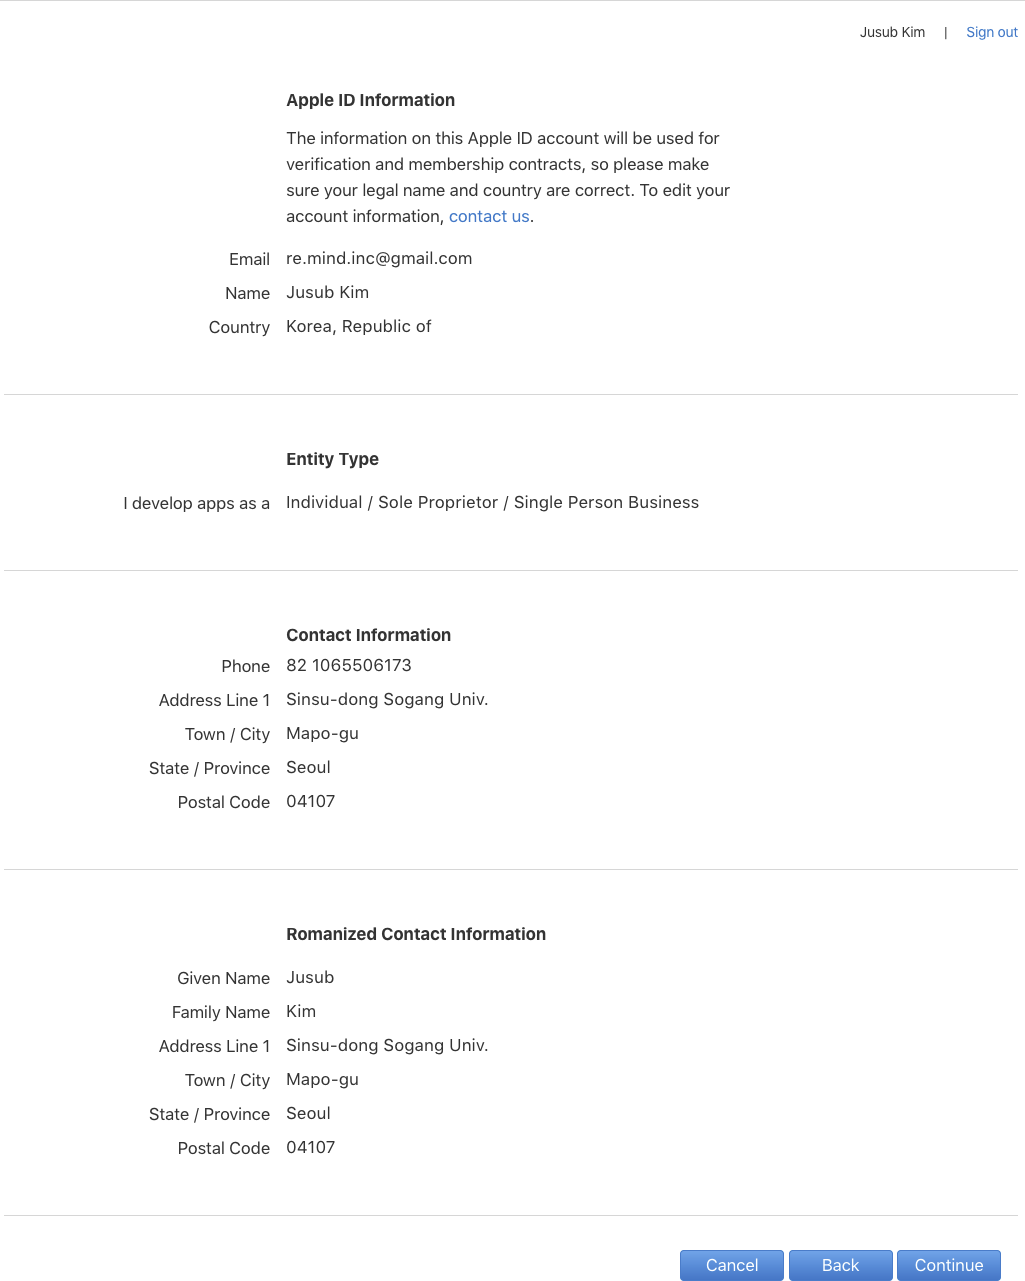 Jusub Kim | Sign out
Apple ID Information
The information on this Apple ID account will be used for
verification and membership contracts, so please make
sure your legal name and country are correct. To edit your
account information, contact us.
Email re.mind.inc@gmail.com
Name Jusub Kim
Country Korea, Republic of
Entity Type
I develop apps as a Individual / Sole Proprietor / Single Person Business
Contact Information
Phone 82 1065506173
Address Line 1 Sinsu-dong Sogang Univ.
Town / City Mapo-gu
State / Province Seoul
Postal Code 04107
Romanized Contact Information
Given Name Jusub
Family Name Kim
Address Line 1 Sinsu-dong Sogang Univ.
Town / City Mapo-gu
State / Province Seoul
Postal Code 04107
Cancel Back Continue